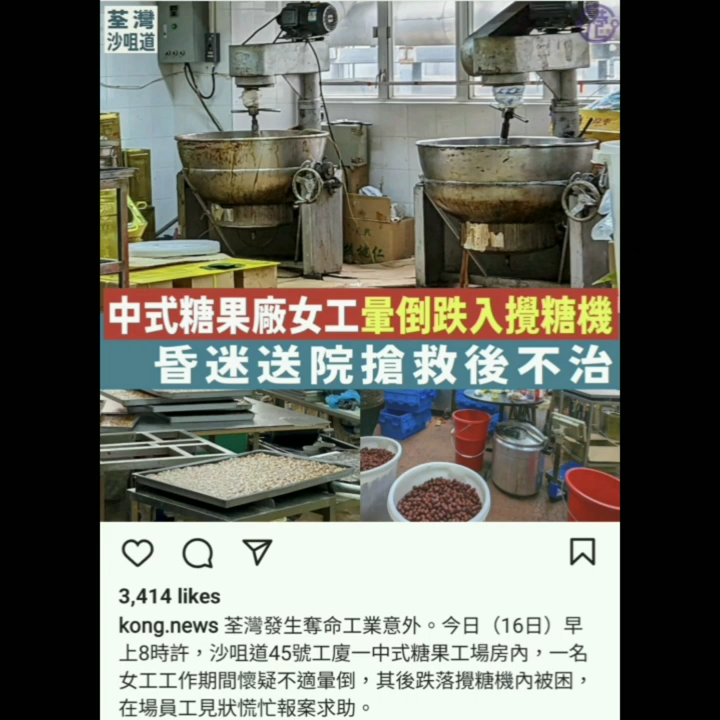 荃灣
沙咀道
中式糖果廠女工暈倒跌入攪糖機
昏迷送院搶救後不治
3,414 likes
kong.news 荃灣發生奪命工業意外。今日（16日）早
上8時許，沙咀道45號工廈一中式糖果工場房內，一名
女工工作期間懷疑不適暈倒，其後跌落攪糖機內被困，
在場員工見狀慌忙報案求助。